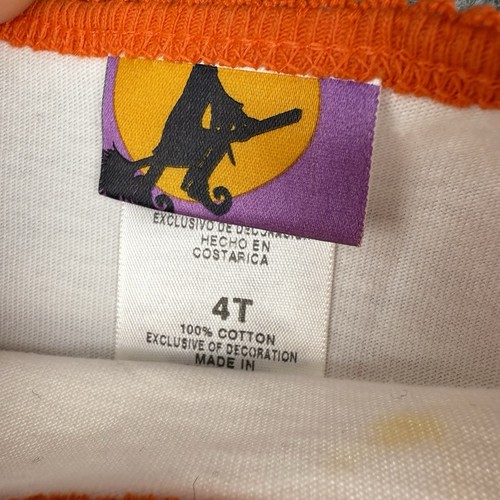 EXCLUSIVO DE DECORACION
HECHO EN
COSTARICA
4T
100% COTTON
EXCLUSIVE OF DECORATION
MADE IN